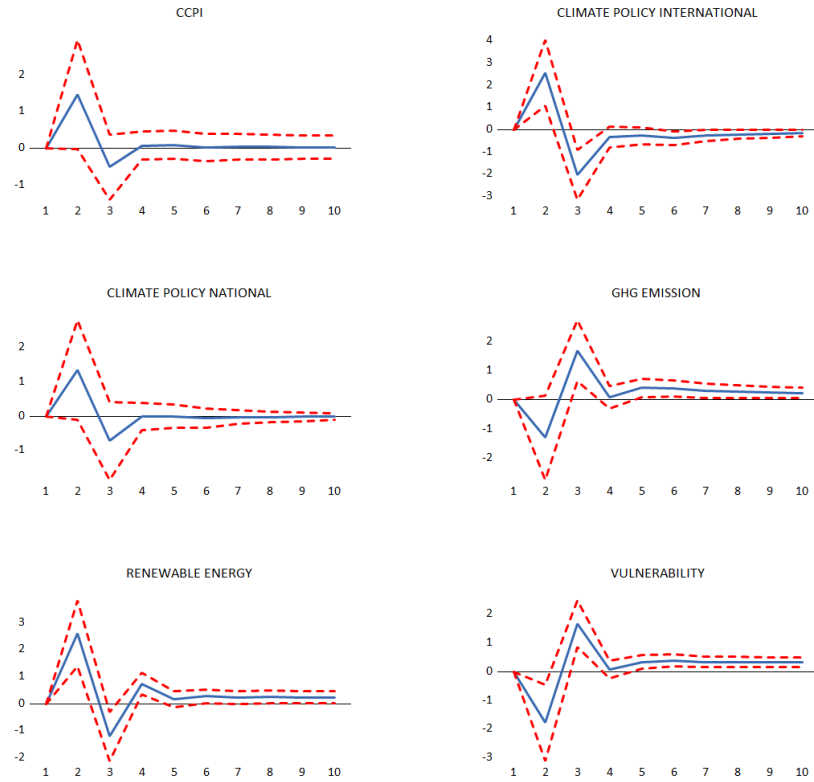 CCPI
2
1
0
-1
1 2 3 4 5 6 7 8 9 10
CLIMATE POLICY INTERNATIONAL
4
3
2
1
0
-1
-2
-3
1 2 3 4 5 6 7 8 9 10
CLIMATE POLICY NATIONAL
2
1
0
-1
1 2 3 4 5 6 7 8 9 10
GHG EMISSION
2
1
0
-1
-2
1 2 3 4 5 6 7 8 9 10
RENEWABLE ENERGY
3
2
1
0
-1
-2
1 2 3 4 5 6 7 8 9 10
VULNERABILITY
2
1
0
-1
-2
-3
1 2 3 4 5 6 7 8 9 10